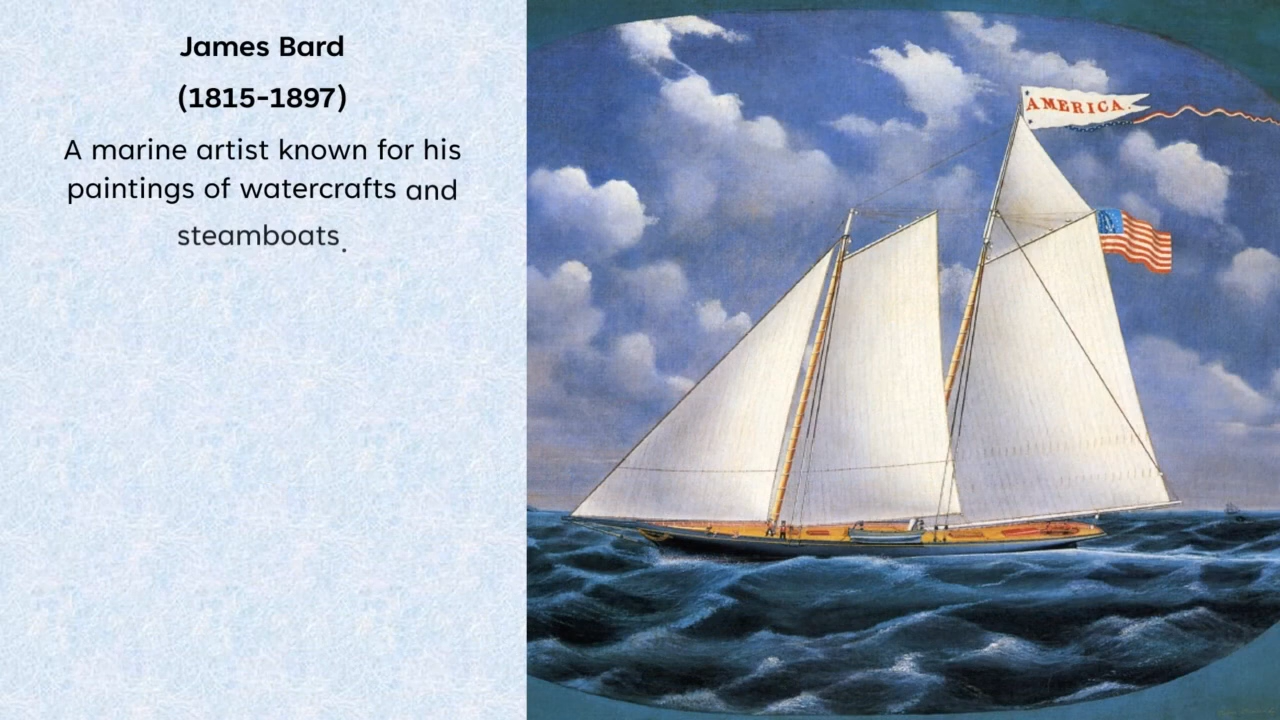 James Bard
(1815-1897)
A marine artist known for his
paintings of watercrafts and
steamboats.
AMERICA.